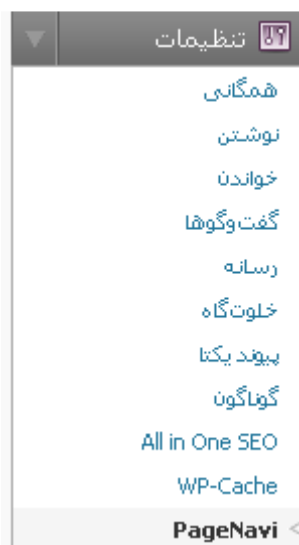 تنظیمات
همگانی
نوشتن
خواندن
گفت‌وگوها
رسانه
خلوت‌گاه
پیوند یکتا
گوناگون
All in One SEO
WP-Cache
PageNavi